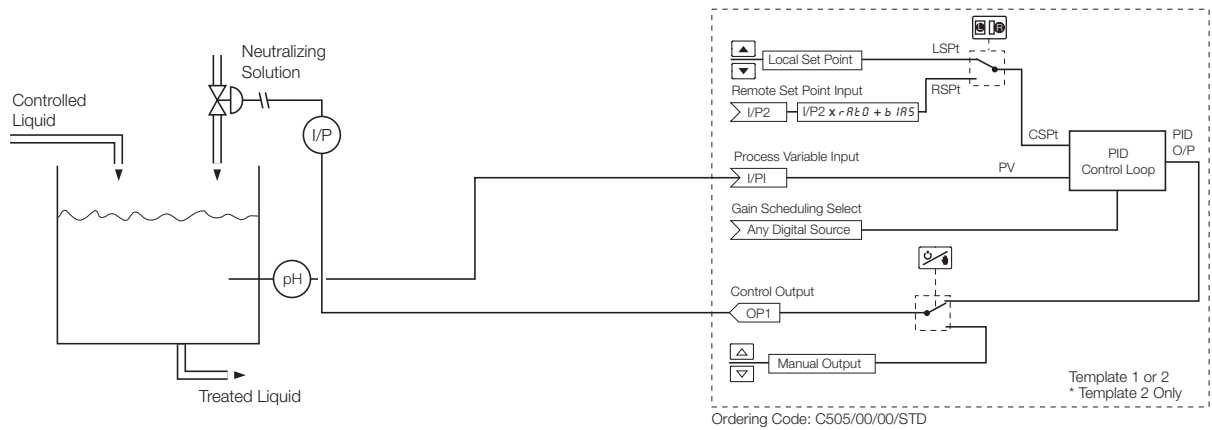 Neutralizing
Solution
Controlled
Liquid
I/P
pH
Treated Liquid
Local Set Point
LSPt
Remote Set Point Input
RSPt
I/P2
I/P2 x rAtO + bIAS
CSPt
PID
Control Loop
PID
O/P
Process Variable Input
I/PI
PV
Gain Scheduling Select
Any Digital Source
Control Output
OP1
Manual Output
Template 1 or 2
* Template 2 Only
Ordering Code: C505/00/00/STD